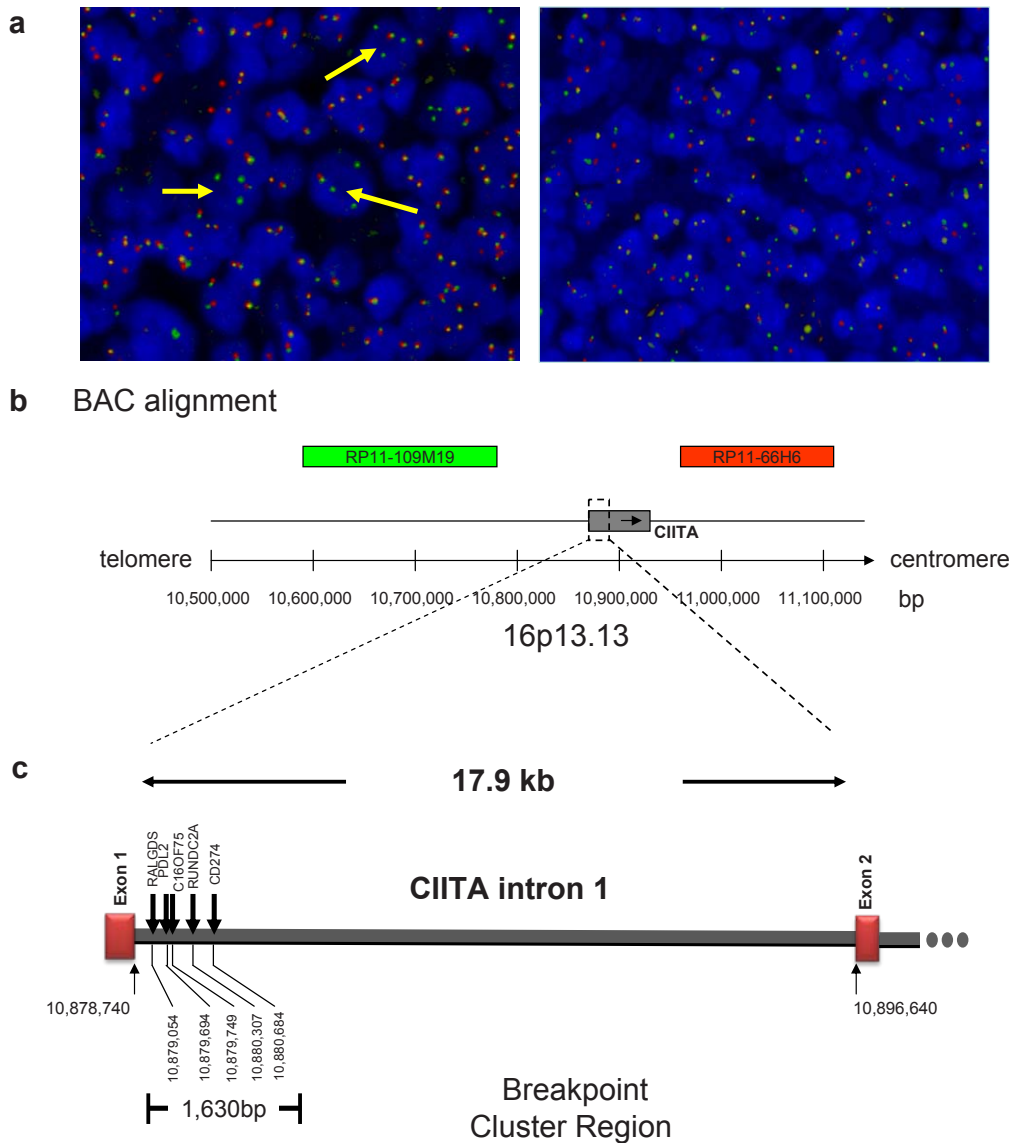 a
b BAC alignment
RP11-109M19 RP11-66H6
CIITA
telomere centromere
10,500,000 10,600,000 10,700,000 10,800,000 10,900,000 11,000,000 11,100,000 bp
16p13.13
c
17.9 kb
Exon 1 RALGDS PDL2 C16OF75 RUNDC2A CD274 CIITA intron 1 Exon 2
10,878,740 10,896,640
10,879,054 10,879,694 10,879,749 10,880,307 10,880,684
1,630bp
Breakpoint
Cluster Region